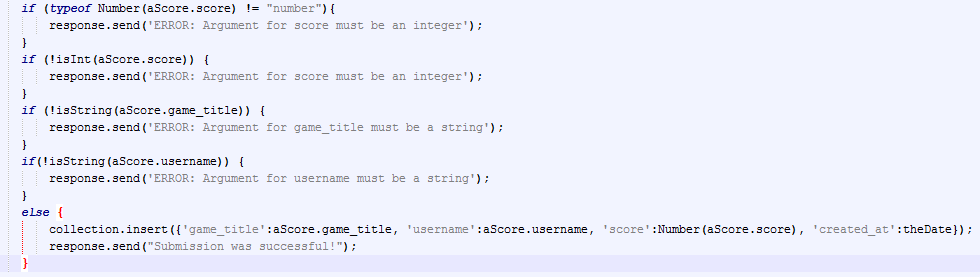 if (typeof Number(aScore.score) != "number"){
response.send('ERROR: Argument for score must be an integer');
}
if (!isInt(aScore.score)) {
response.send('ERROR: Argument for score must be an integer');
}
if (!isString(aScore.game_title)) {
response.send('ERROR: Argument for game_title must be a string');
}
if(!isString(aScore.username)) {
response.send('ERROR: Argument for username must be a string');
}
else {
collection.insert({'game_title':aScore.game_title, 'username':aScore.username, 'score':Number(aScore.score), 'created_at':theDate});
response.send("Submission was successful!");
}